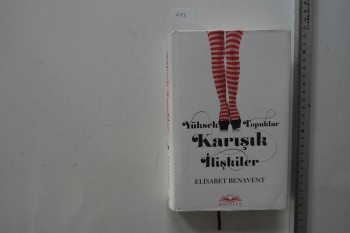 Yüksek Topuklar
Karışık
İlişkiler
ELİSABET BENAVENT